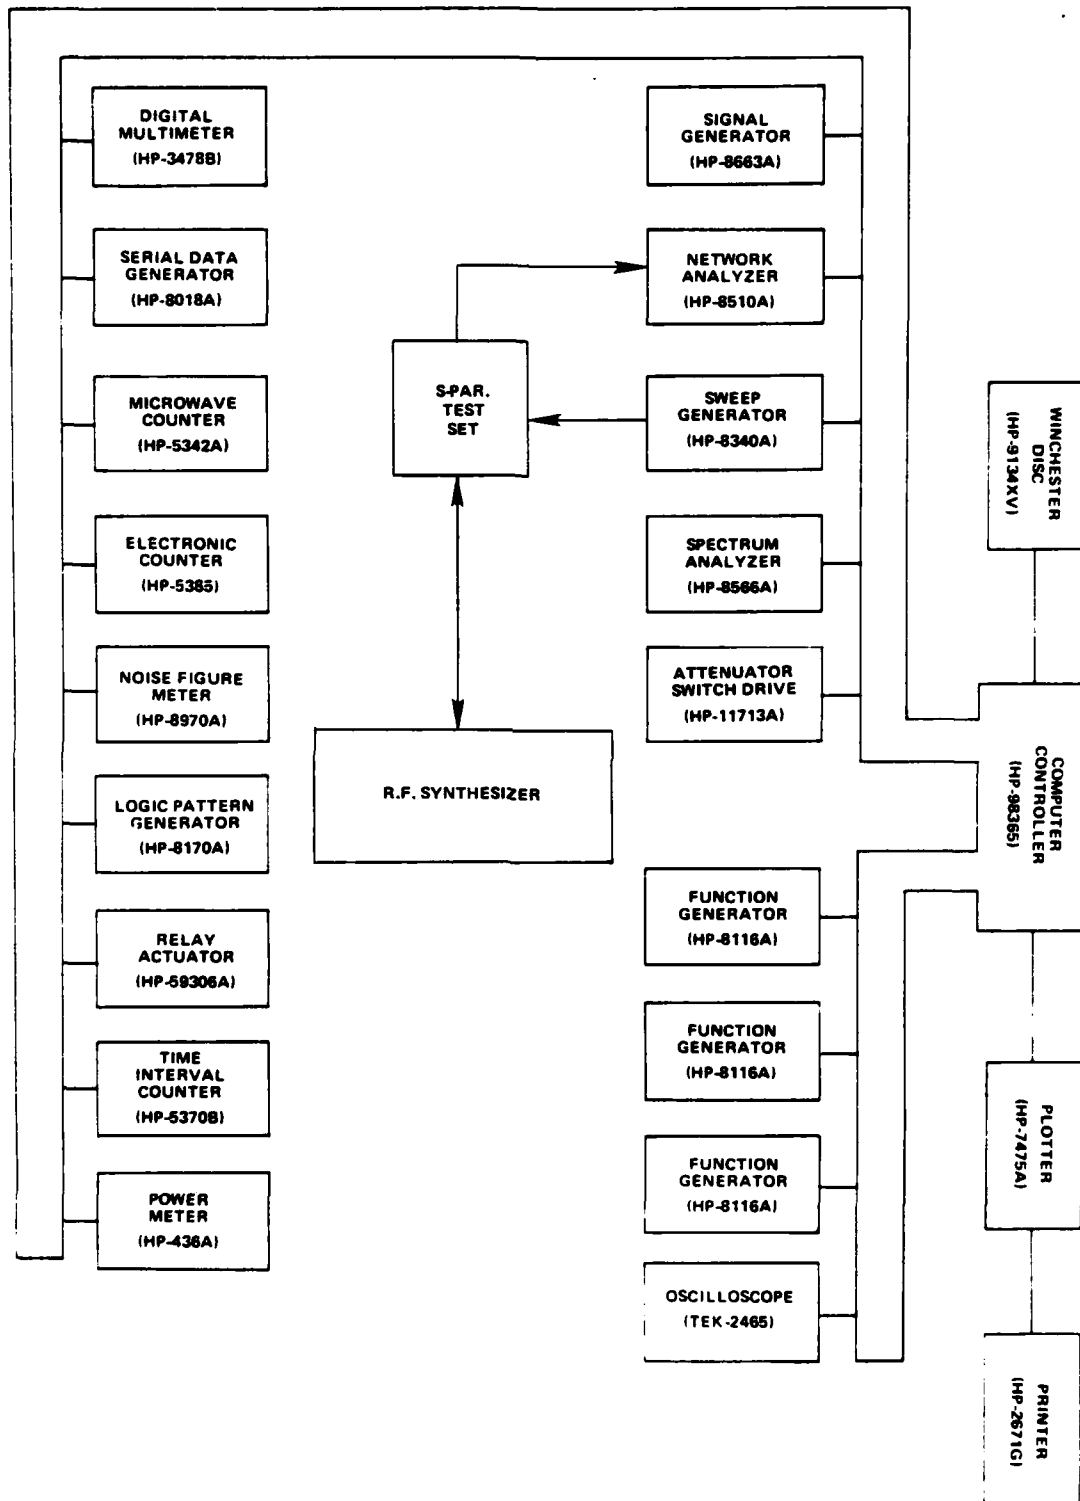 DIGITAL
MULTIMETER
(HP-3478B)
SERIAL DATA
GENERATOR
(HP-8018A)
MICROWAVE
COUNTER
(HP-5342A)
ELECTRONIC
COUNTER
(HP-5385)
NOISE FIGURE
METER
(HP-8970A)
LOGIC PATTERN
GENERATOR
(HP-8170A)
RELAY
ACTUATOR
(HP-59306A)
TIME
INTERVAL
COUNTER
(HP-5370B)
POWER
METER
(HP-436A)
S-PAR.
TEST
SET
R.F. SYNTHESIZER
SIGNAL
GENERATOR
(HP-8663A)
NETWORK
ANALYZER
(HP-8510A)
SWEEP
GENERATOR
(HP-8340A)
SPECTRUM
ANALYZER
(HP-8566A)
ATTENUATOR
SWITCH DRIVE
(HP-11713A)
FUNCTION
GENERATOR
(HP-8116A)
FUNCTION
GENERATOR
(HP-8116A)
FUNCTION
GENERATOR
(HP-8116A)
OSCILLOSCOPE
(TEK-2465)
WINCHESTER
DISC
(HP-9134XV)
COMPUTER
CONTROLLER
(HP-98365)
PLOTTER
(HP-7475A)
PRINTER
(HP-2671G)